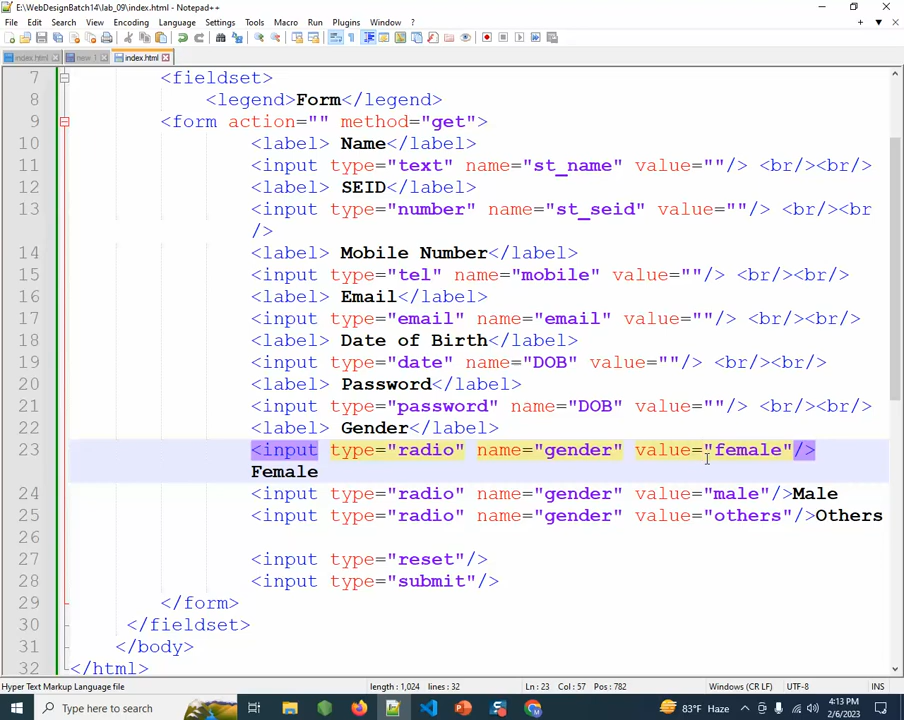 E:\WebDesignBatch14\lab_09\index.html - Notepad++
File Edit Search View Encoding Language Settings Tools Macro Run Plugins Window ?
index.html new 1 index.html
7 <fieldset>
8 <legend>Form</legend>
9 <form action="" method="get">
10 <label> Name</label>
11 <input type="text" name="st_name" value=""/> <br/><br/>
12 <label> SEID</label>
13 <input type="number" name="st_seid" value=""/> <br/><br
/>
14 <label> Mobile Number</label>
15 <input type="tel" name="mobile" value=""/> <br/><br/>
16 <label> Email</label>
17 <input type="email" name="email" value=""/> <br/><br/>
18 <label> Date of Birth</label>
19 <input type="date" name="DOB" value=""/> <br/><br/>
20 <label> Password</label>
21 <input type="password" name="DOB" value=""/> <br/><br/>
22 <label> Gender</label>
23 <input type="radio" name="gender" value="female"/>
Female
24 <input type="radio" name="gender" value="male"/>Male
25 <input type="radio" name="gender" value="others"/>Others
26
27 <input type="reset"/>
28 <input type="submit"/>
29 </form>
30 </fieldset>
31 </body>
32 </html>
Hyper Text Markup Language file length : 1,024 lines : 32 Ln : 23 Col : 57 Pos : 782 Windows (CR LF) UTF-8 INS
Type here to search 83°F Haze 4:13 PM
2/6/2023